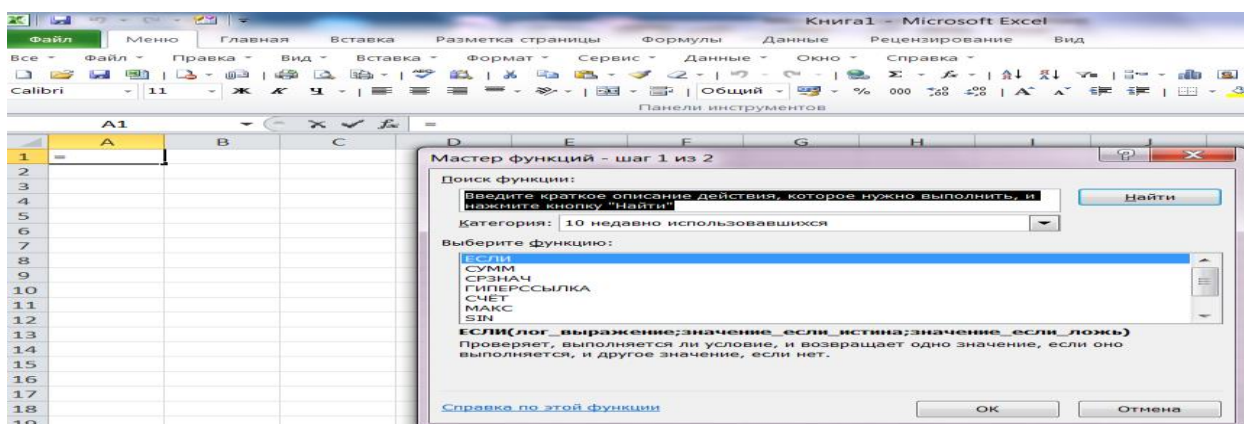 Книга1 - Microsoft Excel
Файл Меню Главная Вставка Разметка страницы Формулы Данные Рецензирование Вид
Все Файл Правка Вид Вставка Формат Сервис Данные Окно Справка
Calibri 11 Ж К Ч Общий % 000
Панели инструментов
A1 fx =
A B C D E F G H I J
1 =
2
3
4
5
6
7
8
9
10
11
12
13
14
15
16
17
18
19
Мастер функций - шаг 1 из 2
Поиск функции:
Введите краткое описание действия, которое нужно выполнить, и
нажмите кнопку "Найти"
Найти
Категория: 10 недавно использовавшихся
Выберите функцию:
ЕСЛИ
СУММ
СРЗНАЧ
ГИПЕРССЫЛКА
СЧЁТ
МАКС
SIN
ЕСЛИ(лог_выражение;значение_если_истина;значение_если_ложь)
Проверяет, выполняется ли условие, и возвращает одно значение, если оно
выполняется, и другое значение, если нет.
Справка по этой функции
ОК Отмена